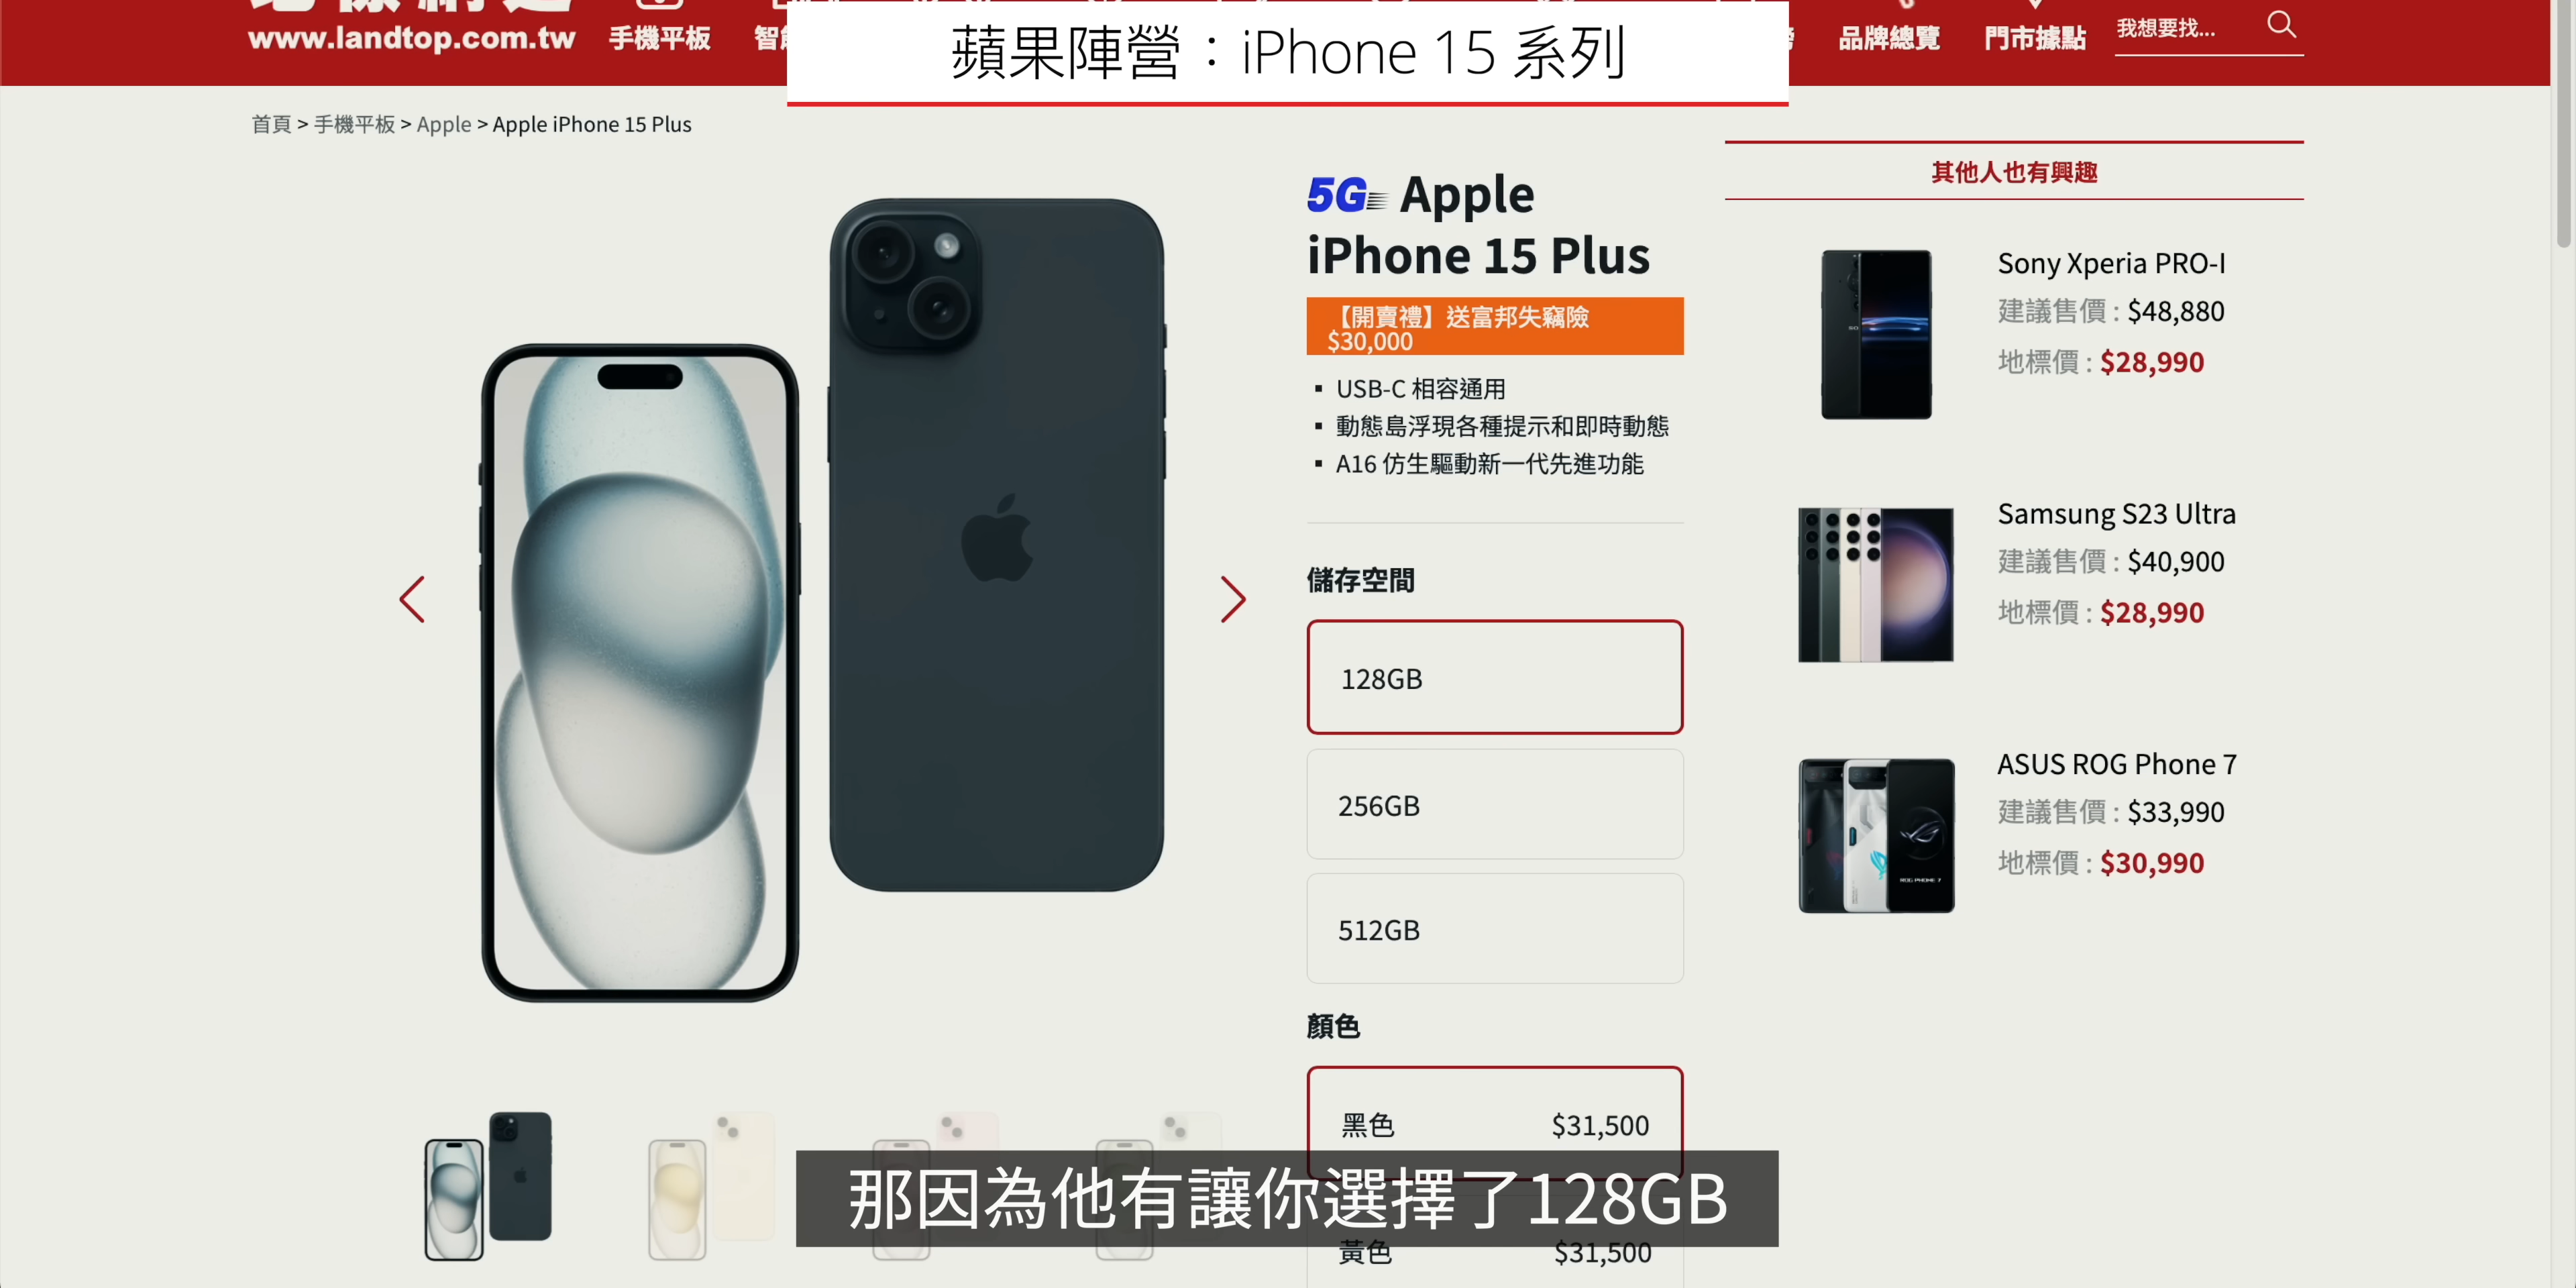 www.landtop.com.tw
手機平板
蘋果陣營：iPhone 15 系列
品牌總覽
門市據點
我想要找...
首頁 > 手機平板 > Apple > Apple iPhone 15 Plus
5G Apple
iPhone 15 Plus
【開賣禮】送富邦失竊險
$30,000
▪ USB-C 相容通用
▪ 動態島浮現各種提示和即時動態
▪ A16 仿生驅動新一代先進功能
儲存空間
128GB
256GB
512GB
顏色
黑色 $31,500
黃色 $31,500
其他人也有興趣
Sony Xperia PRO-I
建議售價 : $48,880
地標價 : $28,990
Samsung S23 Ultra
建議售價 : $40,900
地標價 : $28,990
ASUS ROG Phone 7
建議售價 : $33,990
地標價 : $30,990
ROG PHONE 7
那因為他有讓你選擇了128GB